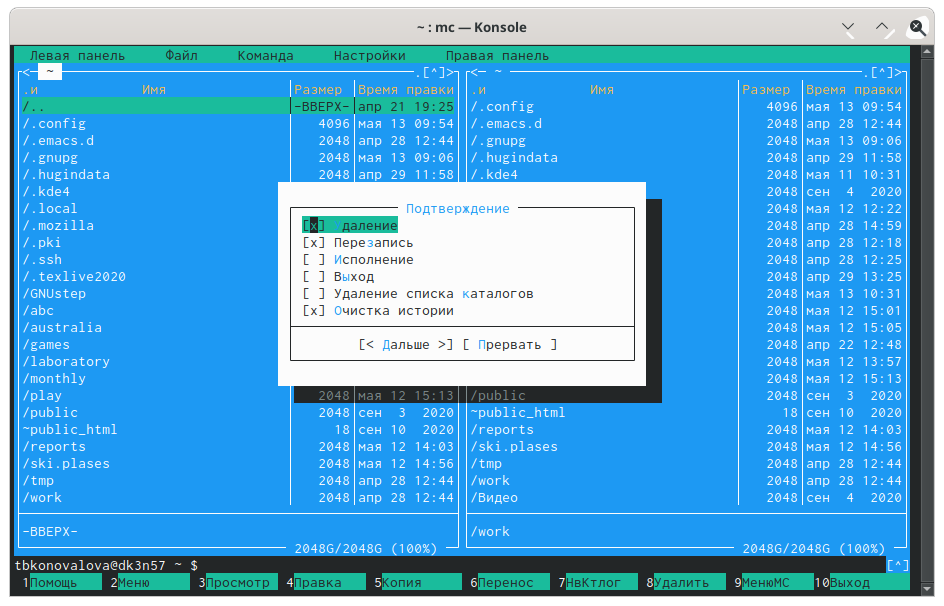 ~ : mc — Konsole
Левая панель Файл Команда Настройки Правая панель
<─ ~ .[^]> <─ ~ .[^]>
.и Имя Размер Время правки .и Имя Размер Время правки
/.. -ВВЕРХ- апр 21 19:25 /.config 4096 мая 13 09:54
/.config 4096 мая 13 09:54 /.emacs.d 2048 апр 28 12:44
/.emacs.d 2048 апр 28 12:44 /.gnupg 2048 мая 13 09:06
/.gnupg 2048 мая 13 09:06 /.hugindata 2048 апр 29 11:58
/.hugindata 2048 апр 29 11:58 /.kde4 2048 мая 11 10:31
/.kde4 2048 сен 4 2020
/.local Подтверждение 2048 мая 12 12:22
/.mozilla [x] Удаление 2048 апр 28 14:59
/.pki [x] Перезапись 2048 апр 28 12:18
/.ssh [ ] Исполнение 2048 апр 28 12:25
/.texlive2020 [ ] Выход 2048 апр 29 13:25
/GNUstep [ ] Удаление списка каталогов 2048 мая 13 10:31
/abc [x] Очистка истории 2048 мая 12 15:01
/australia 2048 мая 12 15:05
/games [< Дальше >] [ Прервать ] 2048 апр 22 12:48
/laboratory 2048 мая 12 13:57
/monthly 2048 мая 12 15:13
/play 2048 мая 12 15:13 /public 2048 сен 3 2020
/public 2048 сен 3 2020 ~public_html 18 сен 10 2020
~public_html 18 сен 10 2020 /reports 2048 мая 12 14:03
/reports 2048 мая 12 14:03 /ski.plases 2048 мая 12 14:56
/ski.plases 2048 мая 12 14:56 /tmp 2048 апр 28 12:44
/tmp 2048 апр 28 12:44 /work 2048 апр 28 12:44
/work 2048 апр 28 12:44 /Видео 2048 сен 4 2020
-ВВЕРХ- /work
2048G/2048G (100%) 2048G/2048G (100%)
tbkonovalova@dk3n57 ~ $ [^]
1Помощь 2Меню 3Просмотр 4Правка 5Копия 6Перенос 7НвКтлог 8Удалить 9МенюМС 10Выход